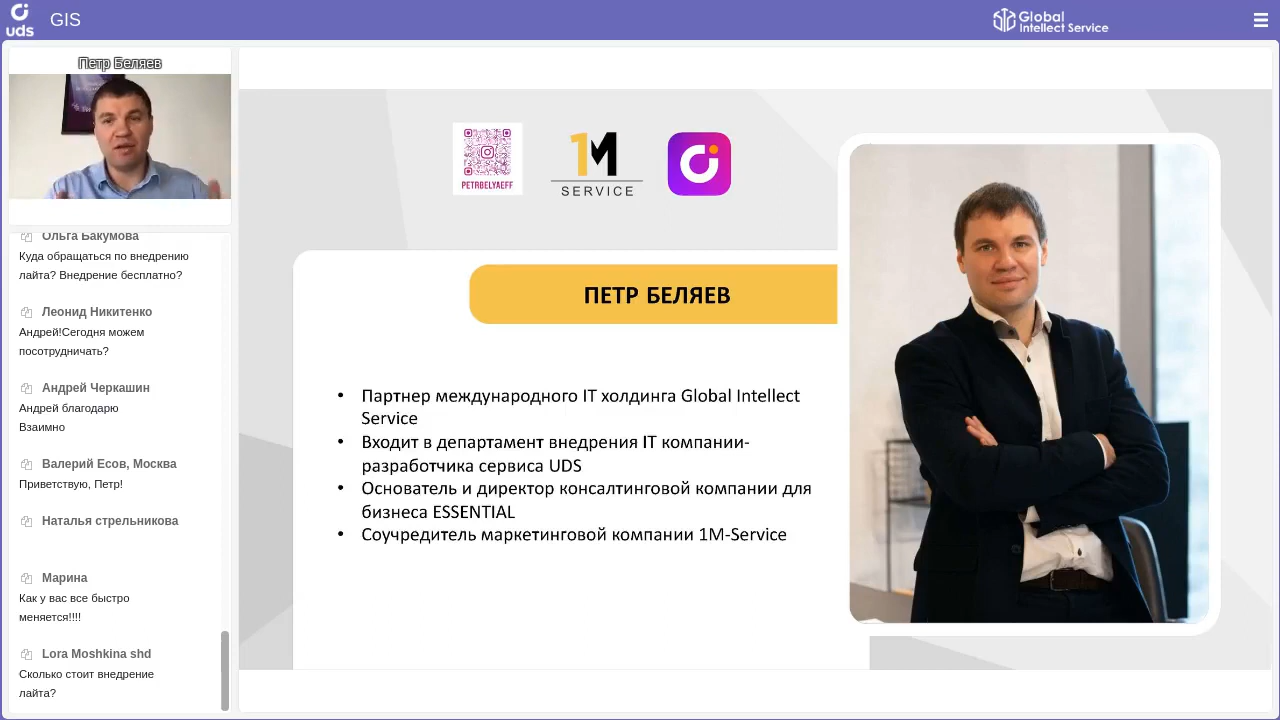 uds
GIS
Global
Intellect Service
Петр Беляев
Ольга Бакумова
Куда обращаться по внедрению
лайта? Внедрение бесплатно?
Леонид Никитенко
Андрей!Сегодня можем
посотрудничать?
Андрей Черкашин
Андрей благодарю
Взаимно
Валерий Есов, Москва
Приветствую, Петр!
Наталья стрельникова
Марина
Как у вас все быстро
меняется!!!!
Lora Moshkina shd
Сколько стоит внедрение
лайта?
PETRBELYAEFF
1M
SERVICE
ПЕТР БЕЛЯЕВ
• Партнер международного IT холдинга Global Intellect
Service
• Входит в департамент внедрения IT компании-
разработчика сервиса UDS
• Основатель и директор консалтинговой компании для
бизнеса ESSENTIAL
• Соучредитель маркетинговой компании 1M-Service